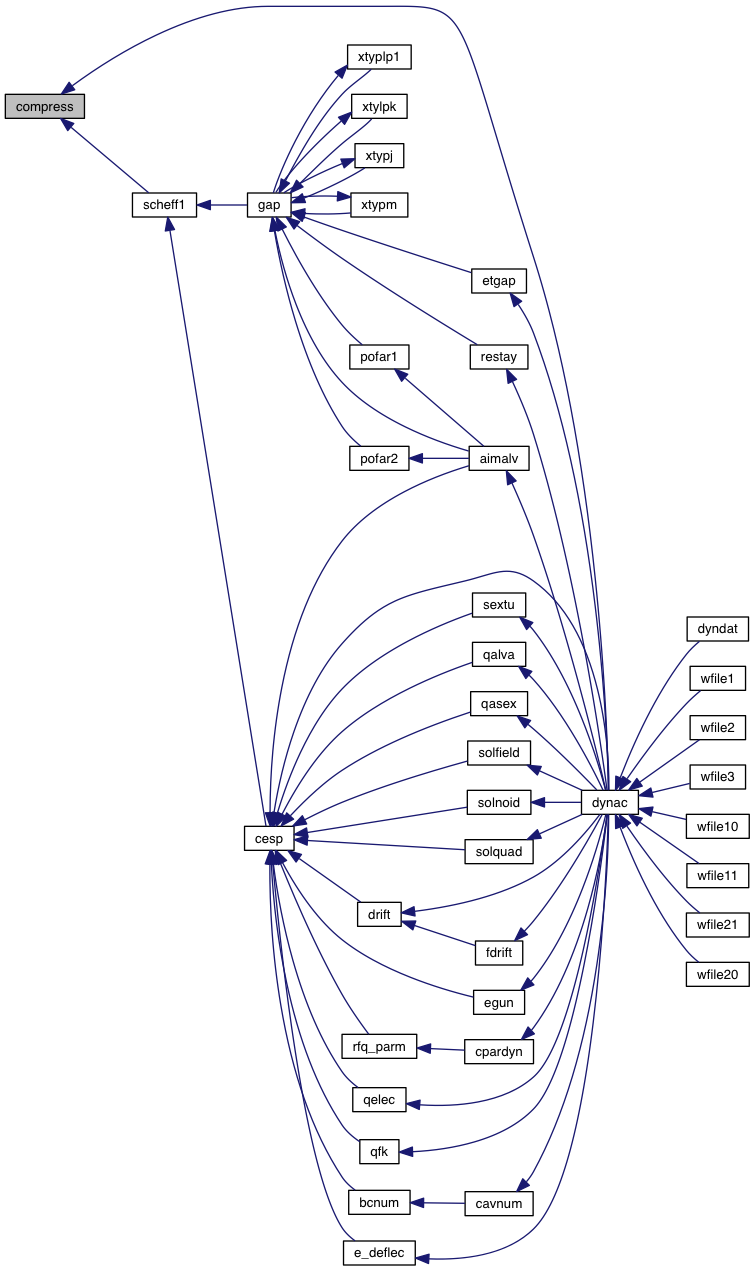 xtyplp1
compress
xtylpk
xtypj
scheff1
gap
xtypm
etgap
pofar1
restay
pofar2
aimalv
sextu
dyndat
qalva
wfile1
qasex
wfile2
solfield
wfile3
solnoid
dynac
wfile10
cesp
solquad
wfile11
drift
wfile21
fdrift
wfile20
egun
rfq_parm
cpardyn
qelec
qfk
bcnum
cavnum
e_deflec